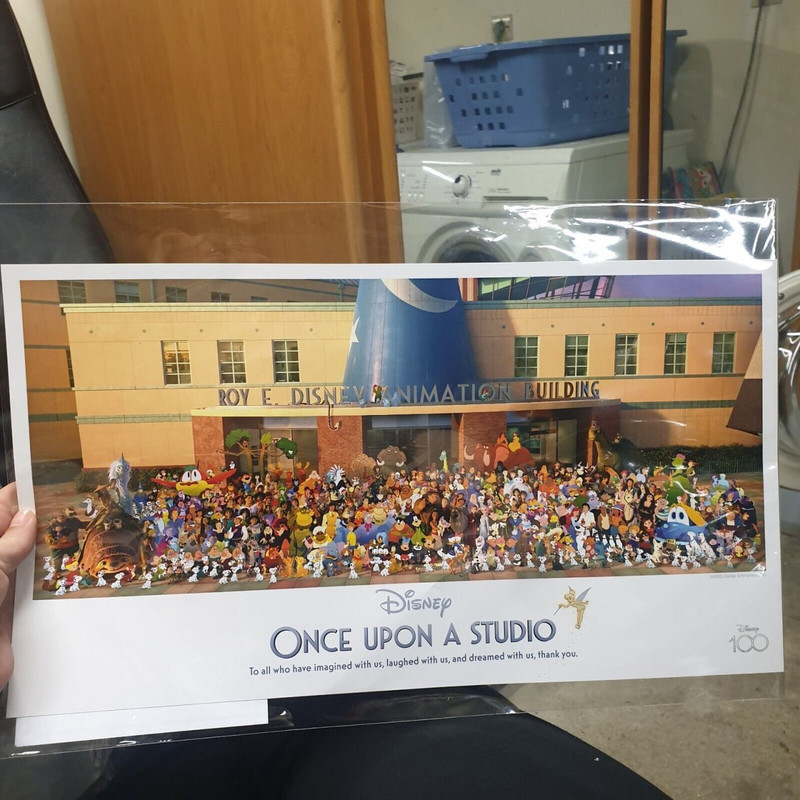 ROY E. DISNEY ANIMATION BUILDING
Disney
ONCE UPON A STUDIO
To all who have imagined with us, laughed with us, and dreamed with us, thank you.
Disney
100